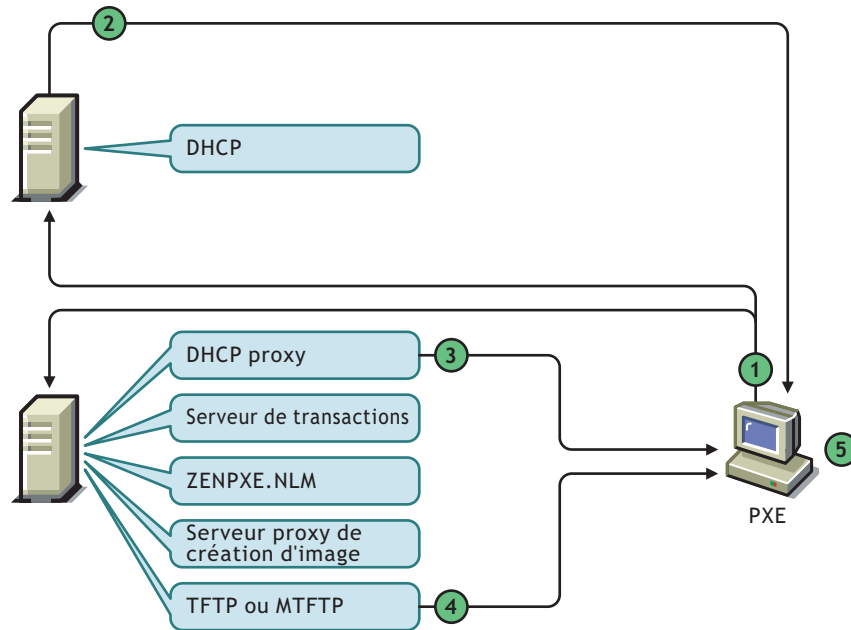 2
DHCP
DHCP proxy
3
1
Serveur de transactions
5
ZENPXE.NLM
PXE
Serveur proxy de
création d'image
TFTP ou MTFTP
4